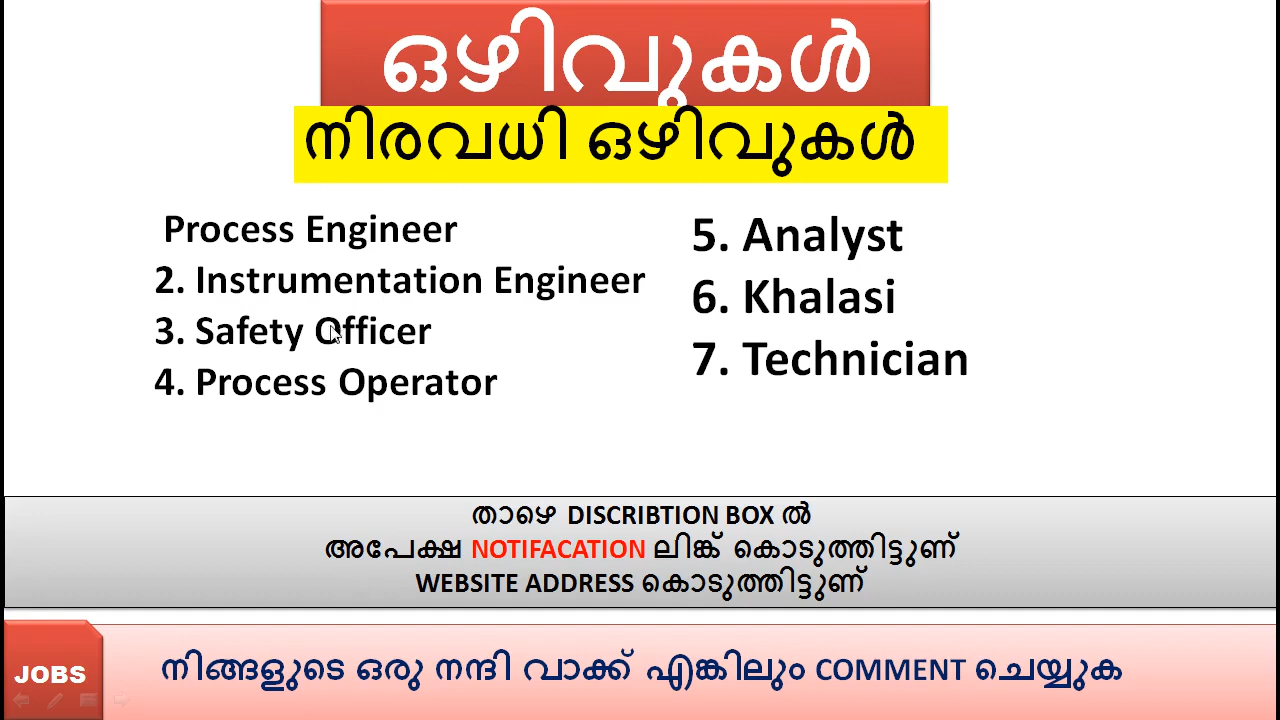 ഒഴിവുകൾ
നിരവധി ഒഴിവുകൾ
Process Engineer
2. Instrumentation Engineer
3. Safety Officer
4. Process Operator
5. Analyst
6. Khalasi
7. Technician
താഴെ DISCRIBTION BOX ൽ
അപേക്ഷ NOTIFACATION ലിങ്ക് കൊടുത്തിട്ടുണ്
WEBSITE ADDRESS കൊടുത്തിട്ടുണ്
JOBS
നിങ്ങളുടെ ഒരു നന്ദി വാക്ക് എങ്കിലും COMMENT ചെയ്യുക